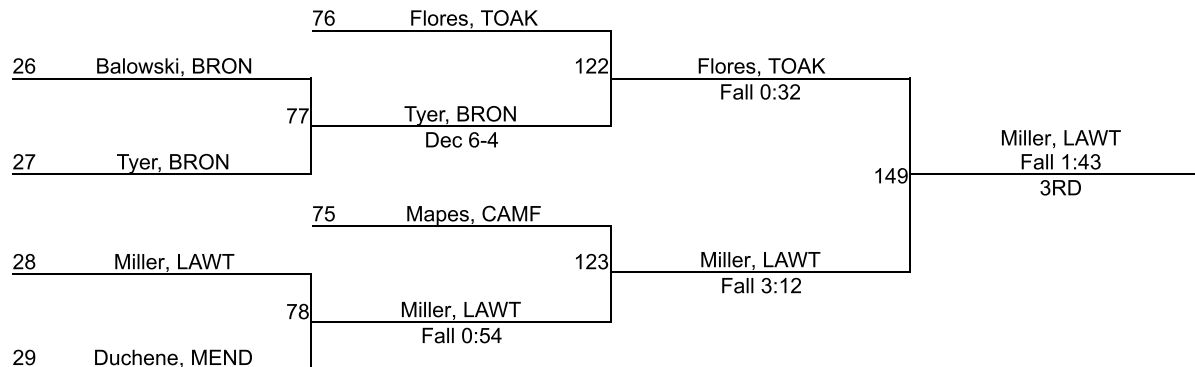 76 Flores, TOAK
26 Balowski, BRON
122 Flores, TOAK
Fall 0:32
77 Tyer, BRON
Dec 6-4
27 Tyer, BRON
Miller, LAWT
Fall 1:43
149
3RD
75 Mapes, CAMF
28 Miller, LAWT
123 Miller, LAWT
Fall 3:12
78 Miller, LAWT
Fall 0:54
29 Duchene, MEND